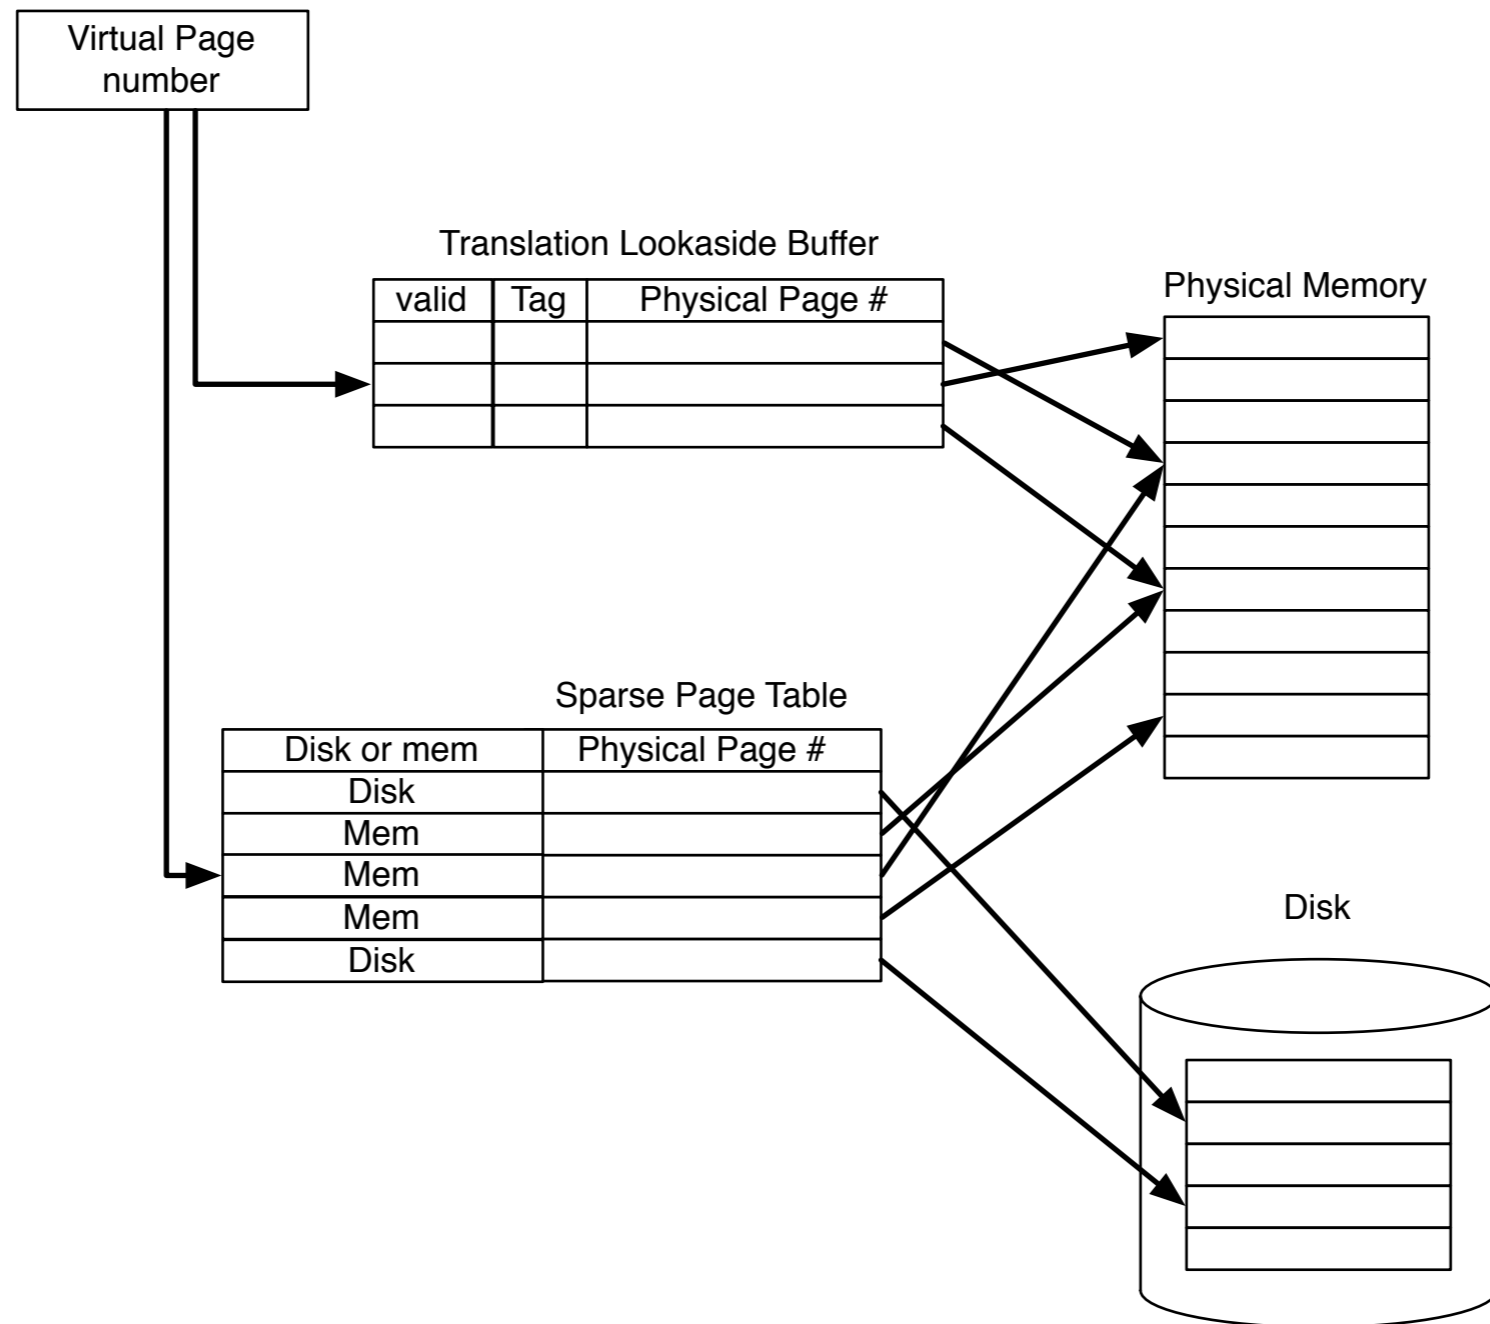 Virtual Page
number
Translation Lookaside Buffer
valid Tag Physical Page #
Physical Memory
Sparse Page Table
Disk or mem Physical Page #
Disk
Mem
Mem
Mem
Disk
Disk